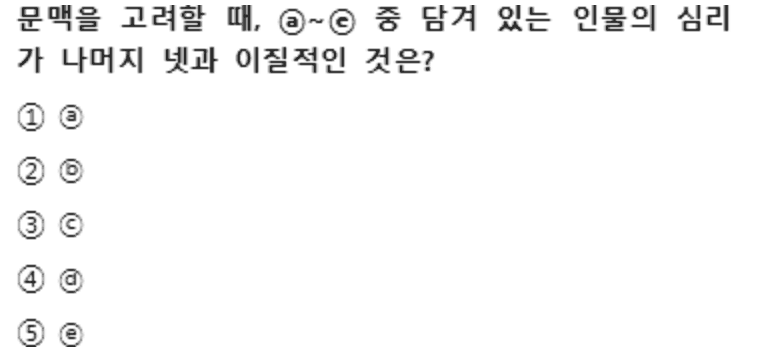 문맥을 고려할 때, ⓐ~ⓔ 중 담겨 있는 인물의 심리
가 나머지 넷과 이질적인 것은?
① ⓐ
② ⓑ
③ ⓒ
④ ⓓ
⑤ ⓔ